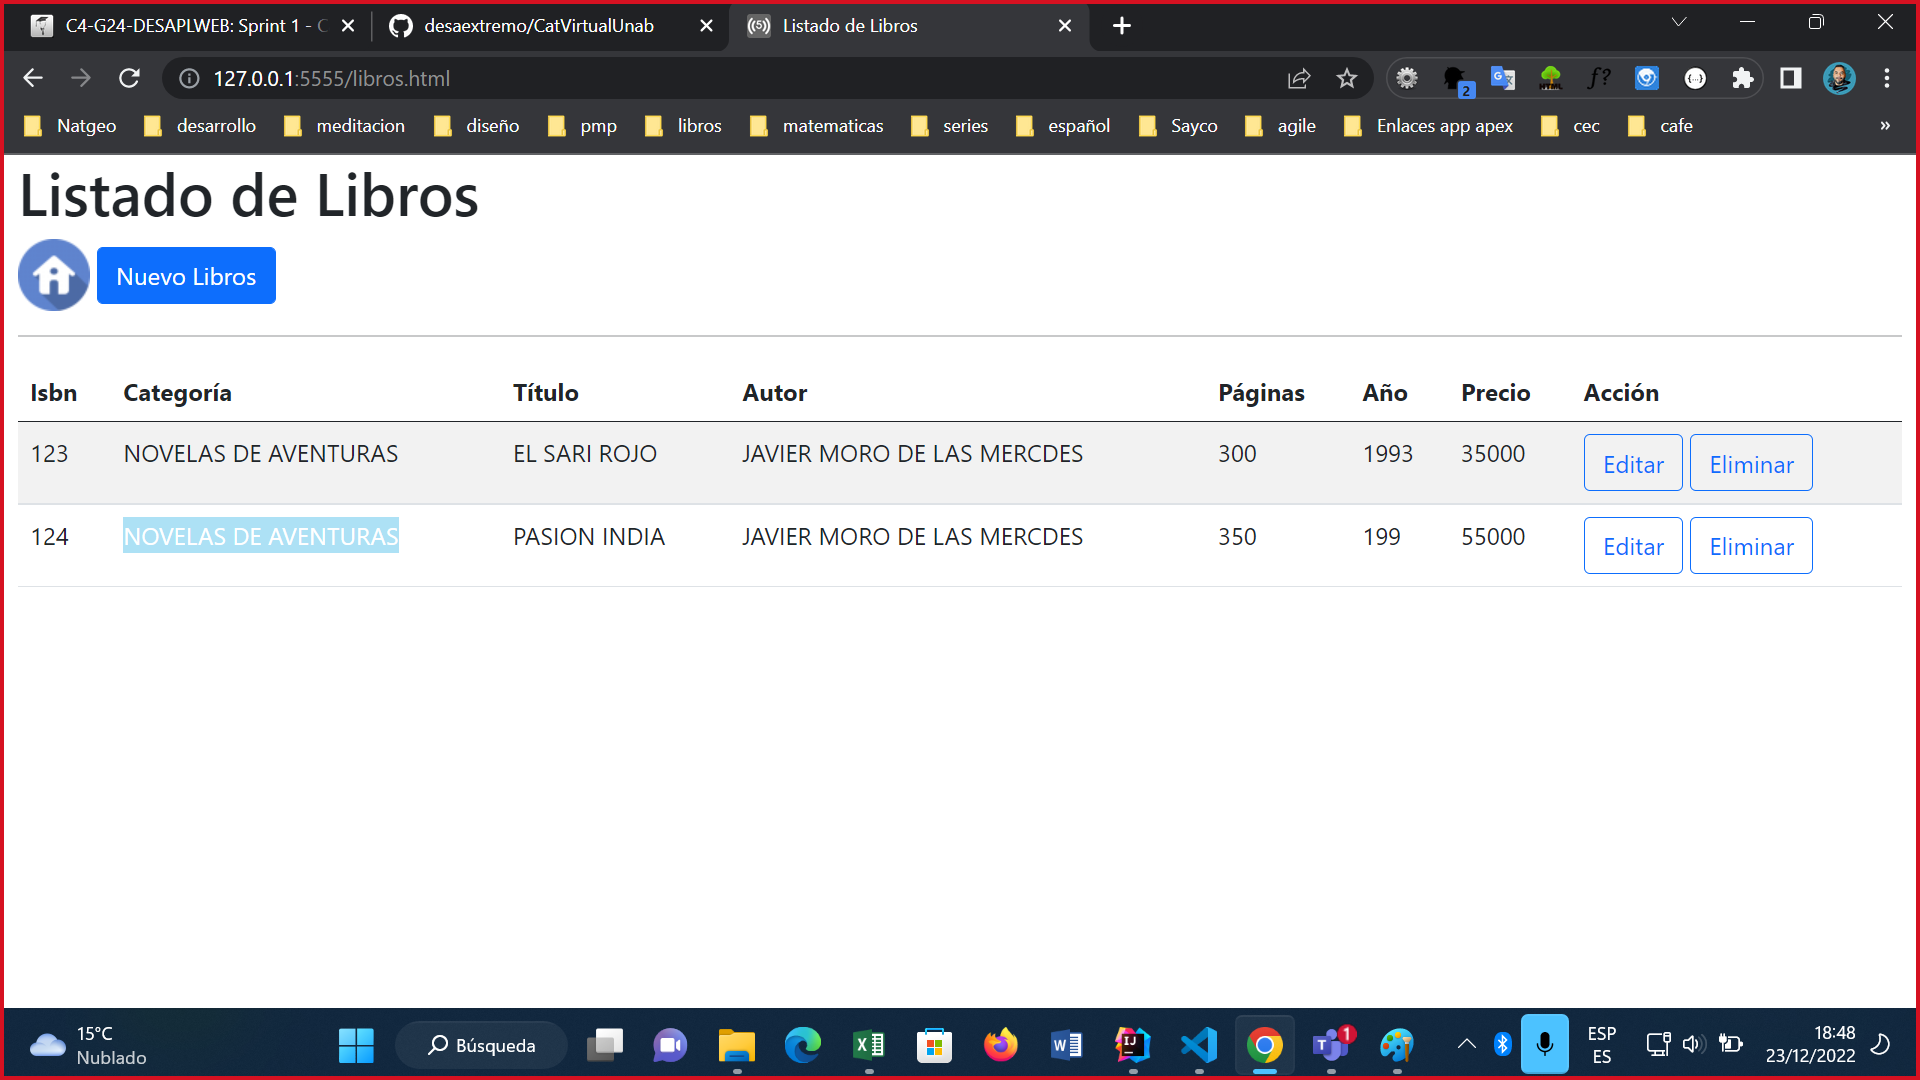 C4-G24-DESAPLWEB: Sprint 1 - C
desaextremo/CatVirtualUnab
Listado de Libros
127.0.0.1:5555/libros.html
2
Natgeo desarrollo meditacion diseño pmp libros matematicas series español Sayco agile Enlaces app apex cec cafe »
Listado de Libros
Nuevo Libros
Isbn Categoría Título Autor Páginas Año Precio Acción
123 NOVELAS DE AVENTURAS EL SARI ROJO JAVIER MORO DE LAS MERCDES 300 1993 35000 Editar Eliminar
124 NOVELAS DE AVENTURAS PASION INDIA JAVIER MORO DE LAS MERCDES 350 199 55000 Editar Eliminar
15°C
Nublado
Búsqueda
1
ESP
ES
18:48
23/12/2022